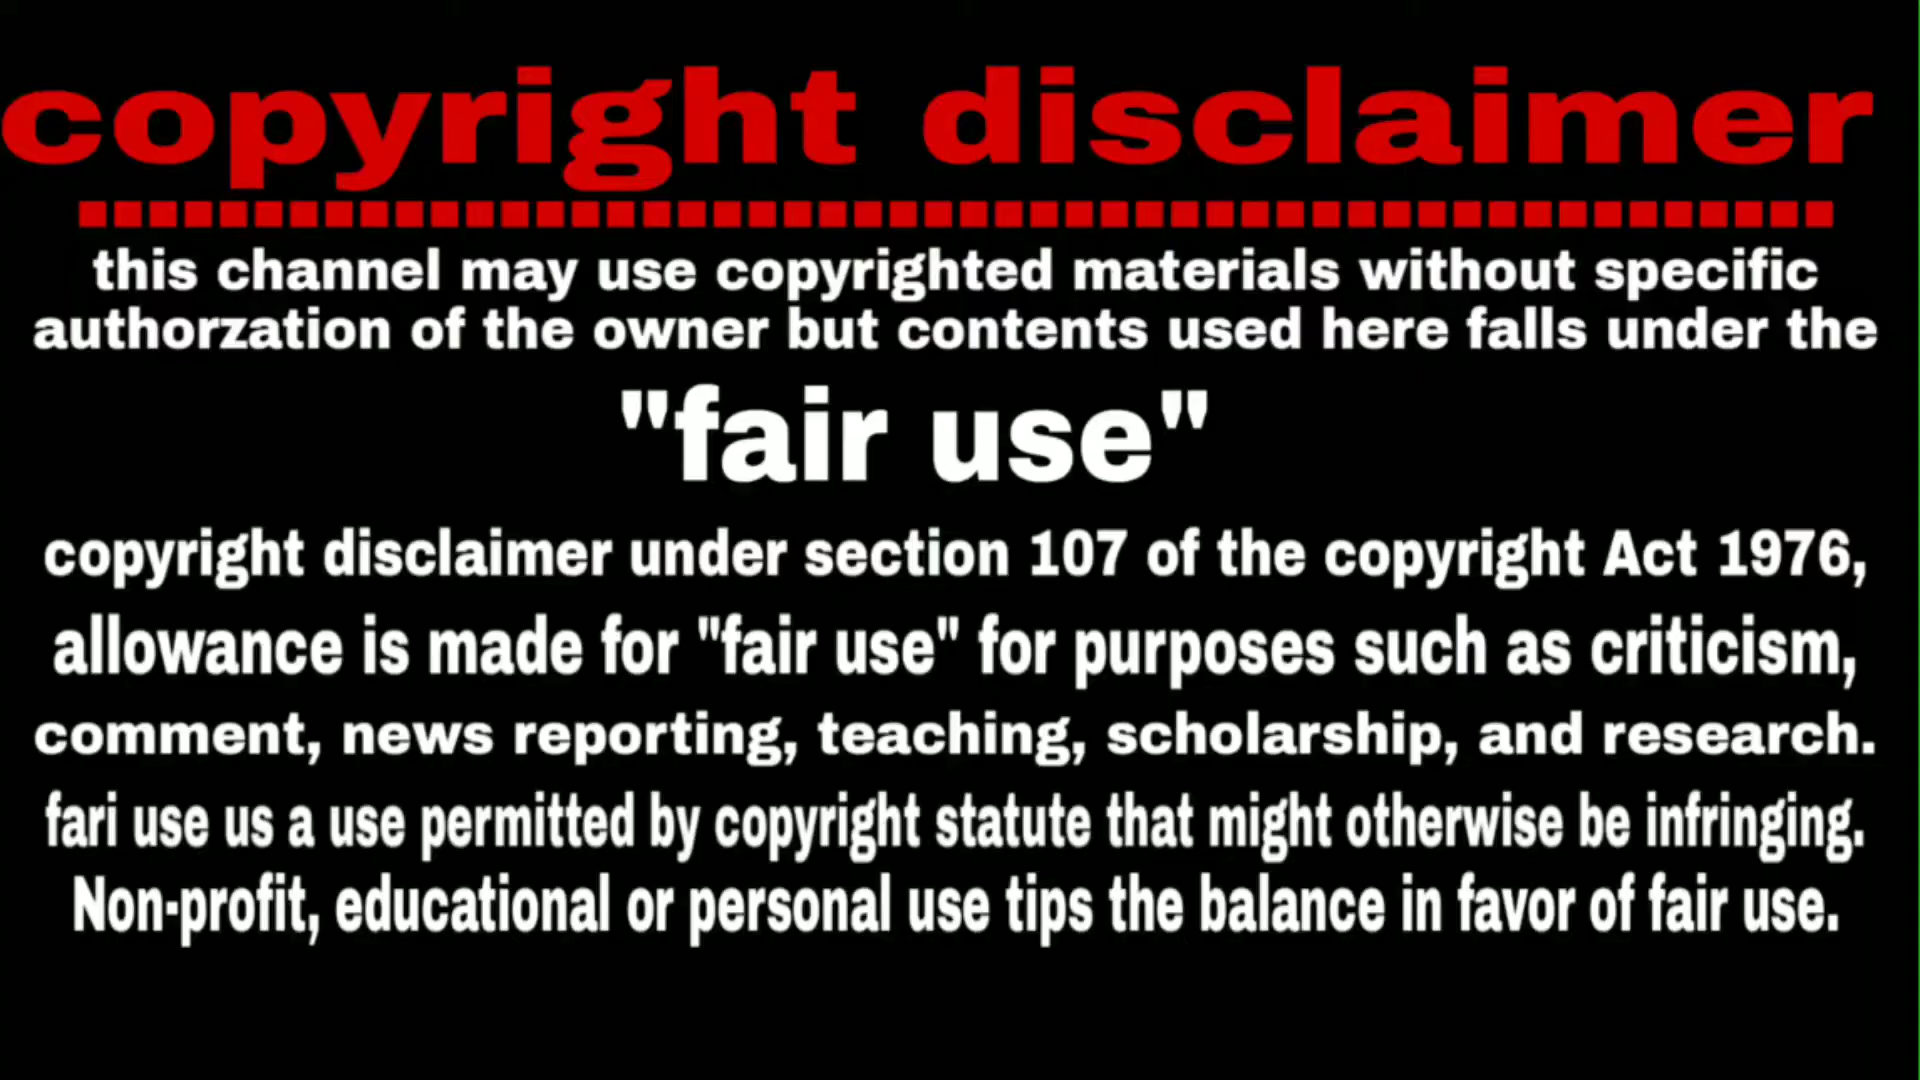 copyright disclaimer
this channel may use copyrighted materials without specific
authorzation of the owner but contents used here falls under the
"fair use"
copyright disclaimer under section 107 of the copyright Act 1976,
allowance is made for "fair use" for purposes such as criticism,
comment, news reporting, teaching, scholarship, and research.
fari use us a use permitted by copyright statute that might otherwise be infringing.
Non-profit, educational or personal use tips the balance in favor of fair use.